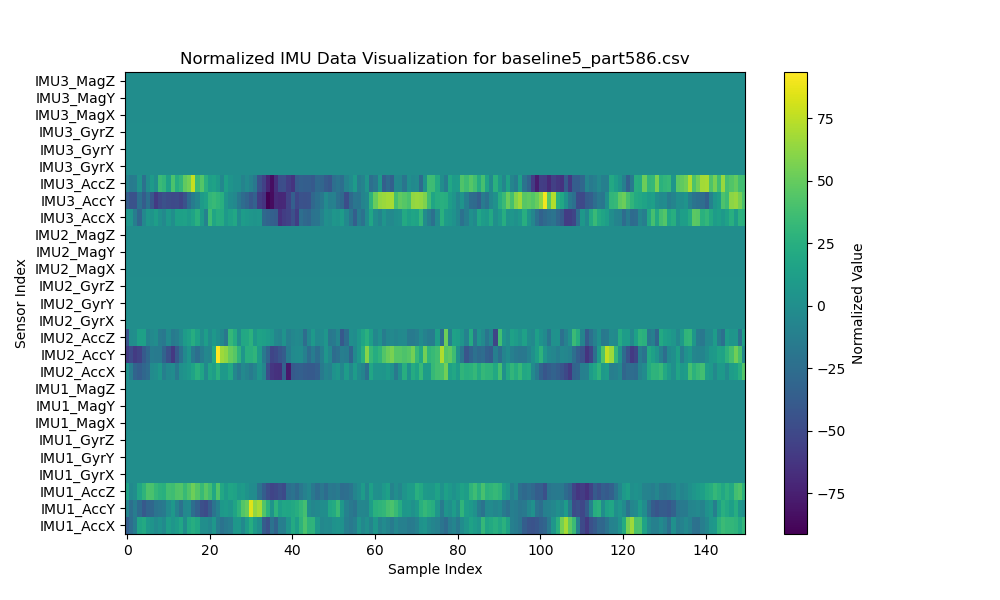 Normalized IMU Data Visualization for baseline5_part586.csv
IMU3_MagZ
IMU3_MagY
IMU3_MagX
IMU3_GyrZ
IMU3_GyrY
IMU3_GyrX
IMU3_AccZ
IMU3_AccY
IMU3_AccX
IMU2_MagZ
IMU2_MagY
IMU2_MagX
IMU2_GyrZ
IMU2_GyrY
IMU2_GyrX
IMU2_AccZ
IMU2_AccY
IMU2_AccX
IMU1_MagZ
IMU1_MagY
IMU1_MagX
IMU1_GyrZ
IMU1_GyrY
IMU1_GyrX
IMU1_AccZ
IMU1_AccY
IMU1_AccX
Sensor Index
0 20 40 60 80 100 120 140
Sample Index
75
50
25
0
−25
−50
−75
Normalized Value